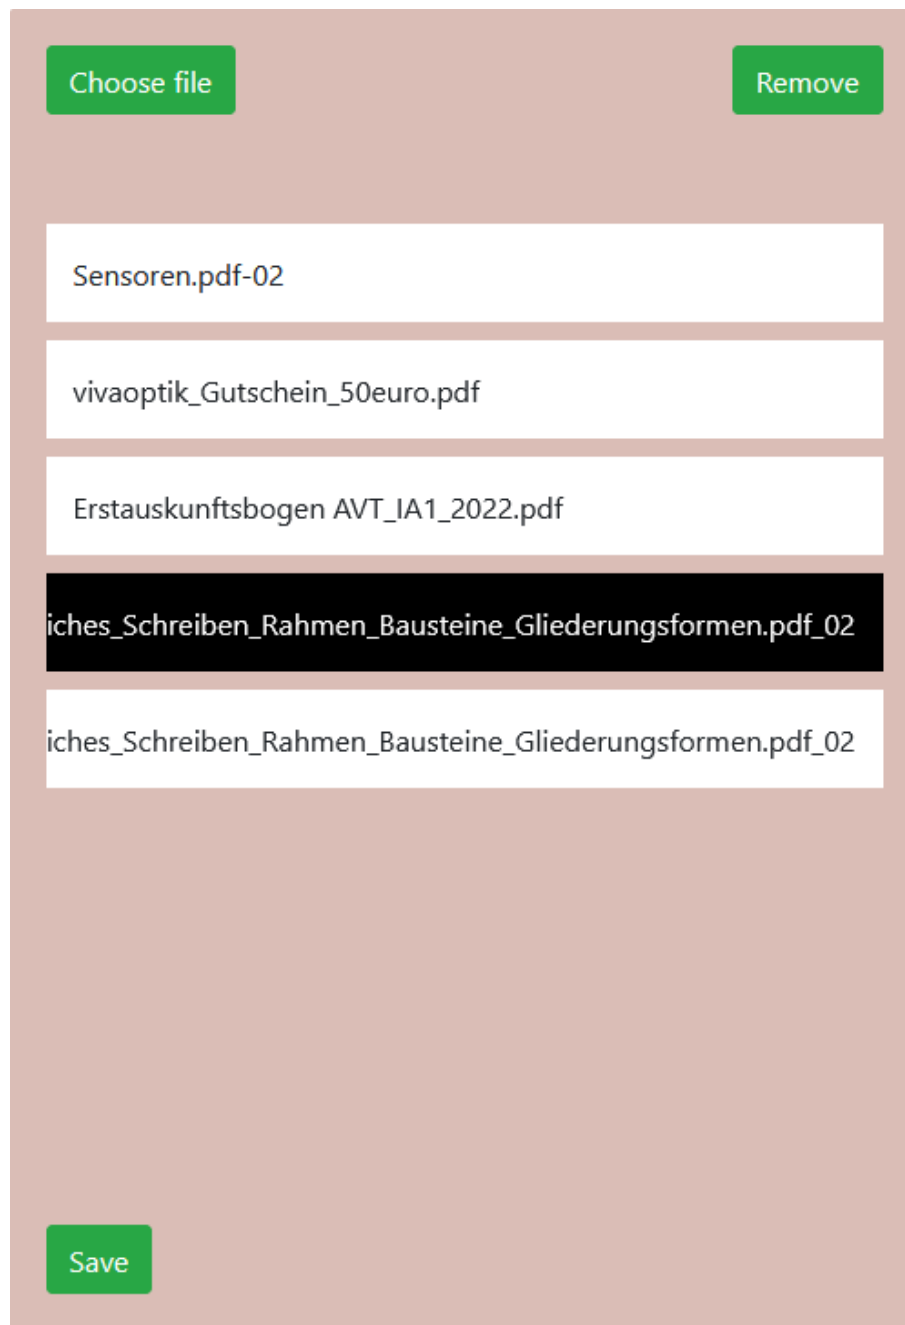 Choose file
Remove
Sensoren.pdf-02
vivaoptik_Gutschein_50euro.pdf
Erstauskunftsbogen AVT_IA1_2022.pdf
iches_Schreiben_Rahmen_Bausteine_Gliederungsformen.pdf_02
iches_Schreiben_Rahmen_Bausteine_Gliederungsformen.pdf_02
Save